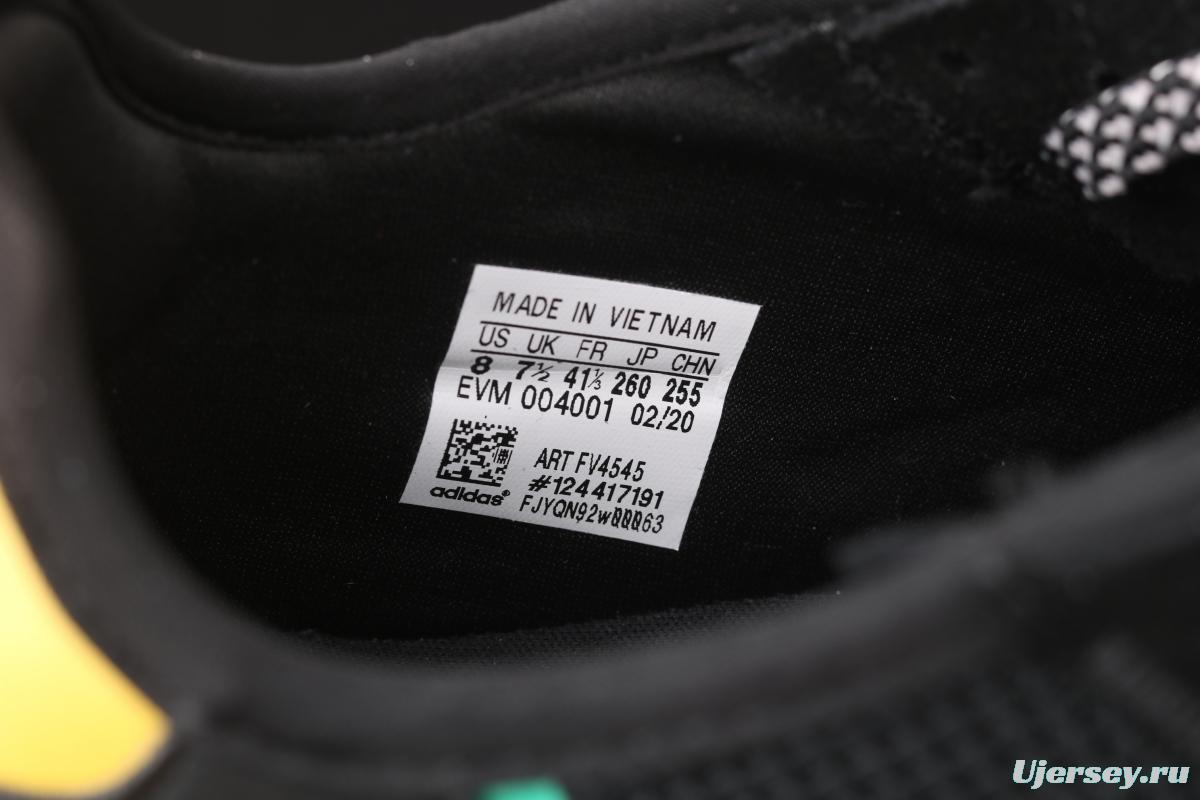 MADE IN VIETNAM
US UK FR JP CHN
8 7½ 41⅓ 260 255
EVM 004001 02/20
ART FV4545
#124417191
adidas® FJYQN92W00063
Ujersey.ru